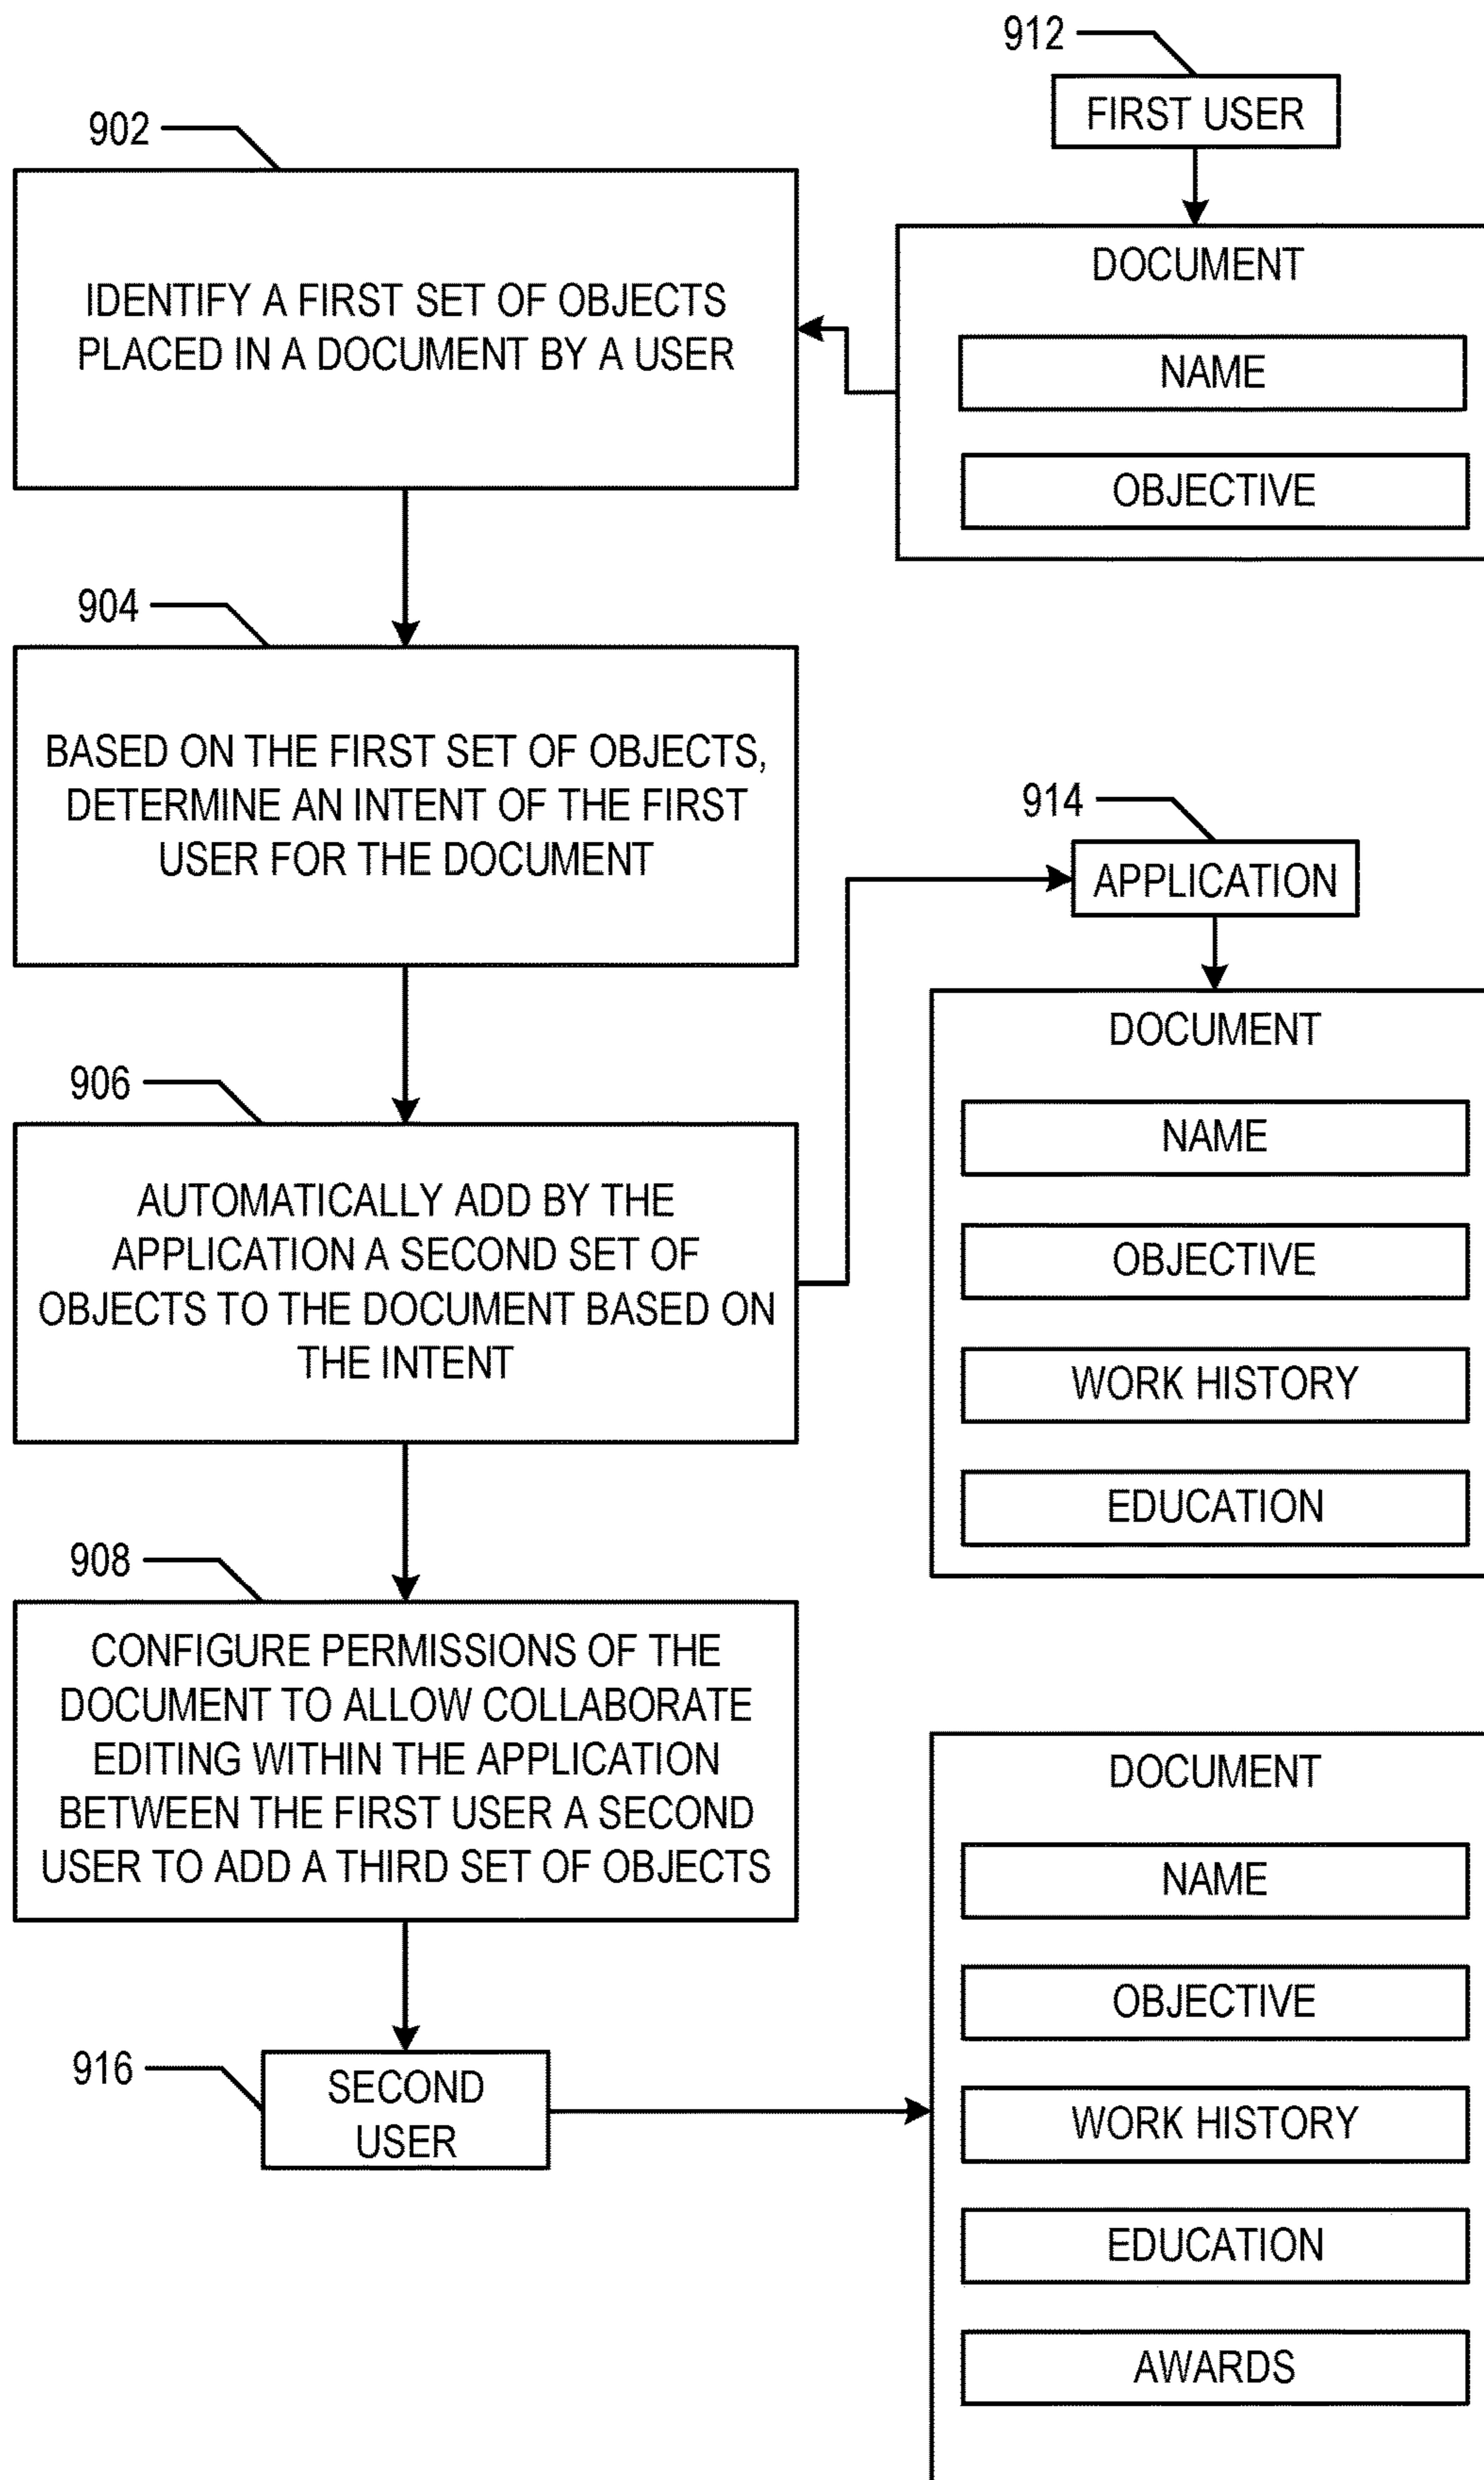 912
FIRST USER
902
DOCUMENT
IDENTIFY A FIRST SET OF OBJECTS
PLACED IN A DOCUMENT BY A USER
NAME
OBJECTIVE
904
BASED ON THE FIRST SET OF OBJECTS,
DETERMINE AN INTENT OF THE FIRST
USER FOR THE DOCUMENT
914
APPLICATION
DOCUMENT
906
NAME
AUTOMATICALLY ADD BY THE
APPLICATION A SECOND SET OF
OBJECTS TO THE DOCUMENT BASED ON
THE INTENT
OBJECTIVE
WORK HISTORY
EDUCATION
908
CONFIGURE PERMISSIONS OF THE
DOCUMENT TO ALLOW COLLABORATE
EDITING WITHIN THE APPLICATION
BETWEEN THE FIRST USER A SECOND
USER TO ADD A THIRD SET OF OBJECTS
DOCUMENT
NAME
OBJECTIVE
916
SECOND
USER
WORK HISTORY
EDUCATION
AWARDS